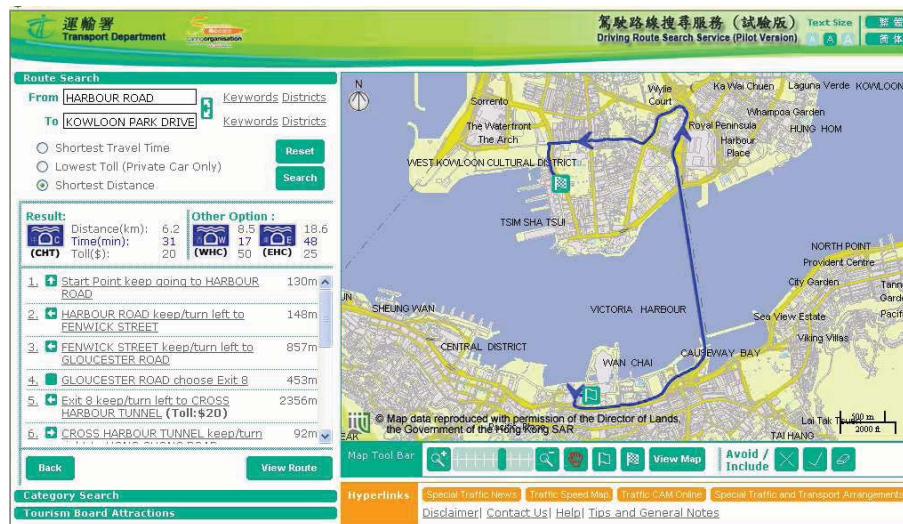 運輸署
Transport Department
駕駛路線搜尋服務（試驗版）
Driving Route Search Service (Pilot Version)
Text Size
A A A
Route Search
From HARBOUR ROAD Keywords Districts
To KOWLOON PARK DRIVE Keywords Districts
Shortest Travel Time
Lowest Toll (Private Car Only)
Shortest Distance
Reset
Search
Result: Other Option :
Distance(km): 6.2 8.5 18.6
Time(min): 31 17 48
Toll($): 20 50 25
(CHT) (WHC) (EHC)
1. Start Point keep going to HARBOUR ROAD 130m
2. HARBOUR ROAD keep/turn left to FENWICK STREET 148m
3. FENWICK STREET keep/turn left to GLOUCESTER ROAD 857m
4. GLOUCESTER ROAD choose Exit 8 453m
5. Exit 8 keep/turn left to CROSS HARBOUR TUNNEL (Toll:$20) 2356m
6. CROSS HARBOUR TUNNEL keep/turn 92m
Back
View Route
Category Search
Tourism Board Attractions
N
Sorrento
Wylie Court
Ka Wai Chuen
Laguna Verde
KOWLOON
The Waterfront
The Arch
Whampoa Garden
Royal Peninsula
HUNG HOM
Harbour Place
WEST KOWLOON CULTURAL DISTRICT
TSIM SHA TSUI
NORTH POINT
Provident Centre
City Garden
SHEUNG WAN
VICTORIA HARBOUR
Sea View Estate
CENTRAL DISTRICT
Viking Villas
WAN CHAI
CAUSEWAY BAY
© Map data reproduced with permission of the Director of Lands,
the Government of the Hong Kong SAR
Lai Tak Tsuen
TAI HANG
500 m
2000 ft
Map Tool Bar
View Map
Avoid / Include
Hyperlinks
Special Traffic News
Traffic Speed Map
Traffic CAM Online
Special Traffic and Transport Arrangements
Disclaimer| Contact Us| Help| Tips and General Notes